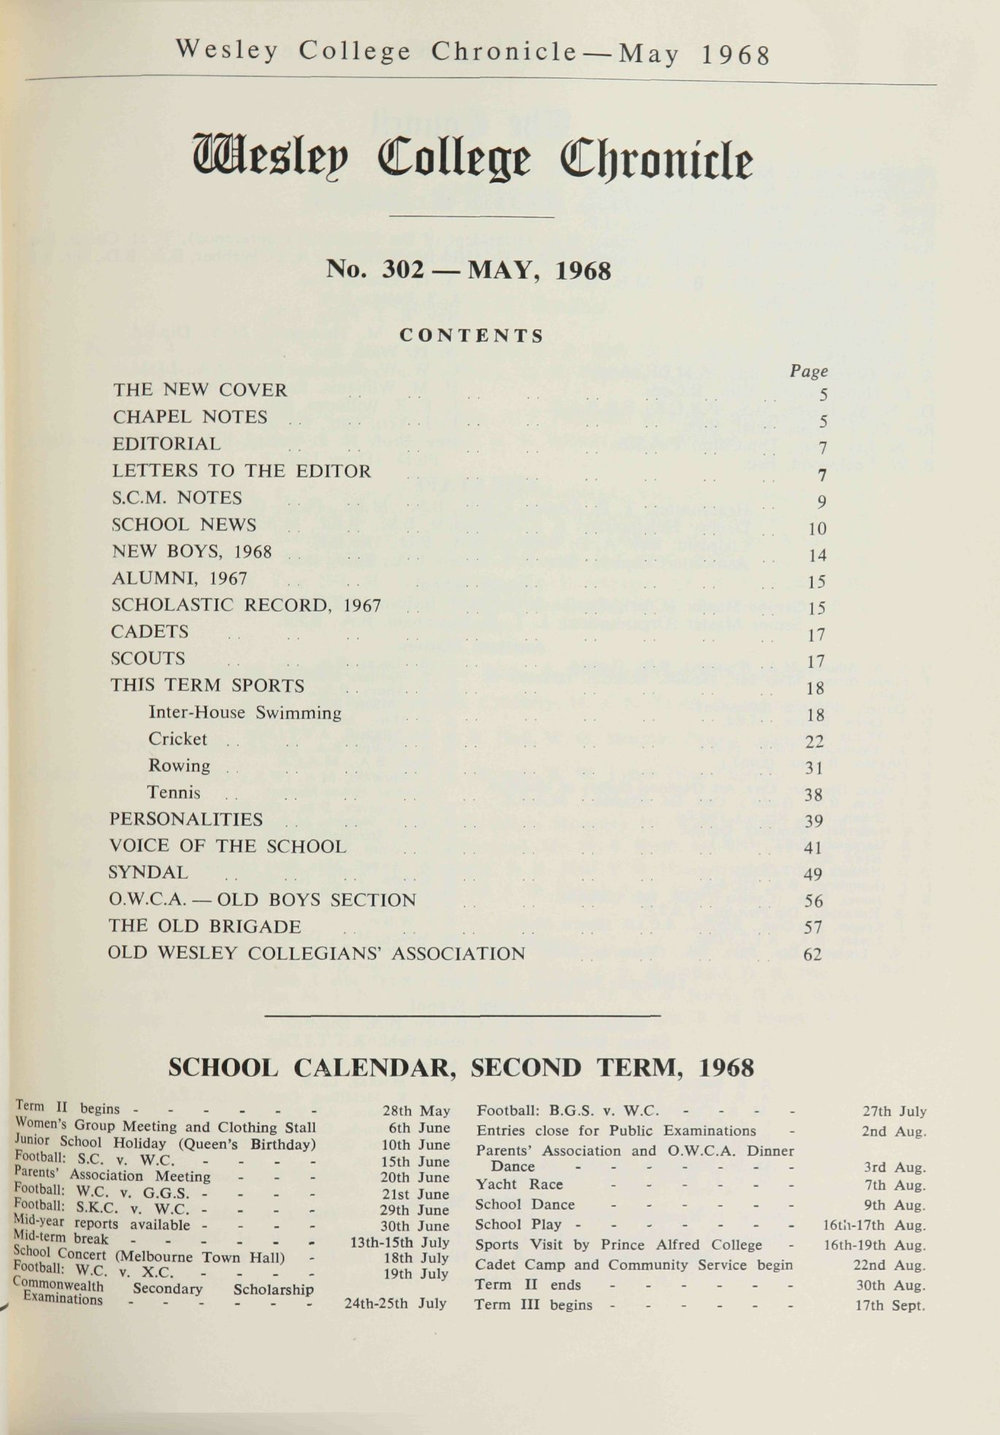 Wesley College Chronicle—May 1968
Wesley College Chronicle
No. 302 — MAY, 1968
CONTENTS
Page
THE NEW COVER 5
CHAPEL NOTES 5
EDITORIAL 7
LETTERS TO THE EDITOR 7
S.C.M. NOTES 9
SCHOOL NEWS 10
NEW BOYS, 1968 14
ALUMNI, 1967 15
SCHOLASTIC RECORD, 1967 15
CADETS 17
SCOUTS 17
THIS TERM SPORTS 18
Inter-House Swimming 18
Cricket 22
Rowing 31
Tennis 38
PERSONALITIES 39
VOICE OF THE SCHOOL 41
SYNDAL 49
O.W.C.A. — OLD BOYS SECTION 56
THE OLD BRIGADE 57
OLD WESLEY COLLEGIANS' ASSOCIATION 62
SCHOOL CALENDAR, SECOND TERM, 1968
Term II begins - - - - - - 28th May
Women's Group Meeting and Clothing Stall 6th June
Junior School Holiday (Queen's Birthday) 10th June
Football: S.C. v. W.C. - - - - 15th June
Parents' Association Meeting - - - 20th June
Football: W.C. v. G.G.S. - - - - 21st June
Football: S.K.C. v. W.C. - - - - 29th June
Mid-year reports available - - - - 30th June
Mid-term break - - - - - - 13th-15th July
School Concert (Melbourne Town Hall) - 18th July
Football: W.C. v. X.C. - - - - 19th July
Commonwealth Secondary Scholarship
Examinations - - - - - - 24th-25th July
Football: B.G.S. v. W.C. - - - - 27th July
Entries close for Public Examinations - 2nd Aug.
Parents' Association and O.W.C.A. Dinner
Dance - - - - - - - 3rd Aug.
Yacht Race - - - - - - 7th Aug.
School Dance - - - - - - 9th Aug.
School Play - - - - - - - 16th-17th Aug.
Sports Visit by Prince Alfred College - 16th-19th Aug.
Cadet Camp and Community Service begin 22nd Aug.
Term II ends - - - - - - 30th Aug.
Term III begins - - - - - - 17th Sept.